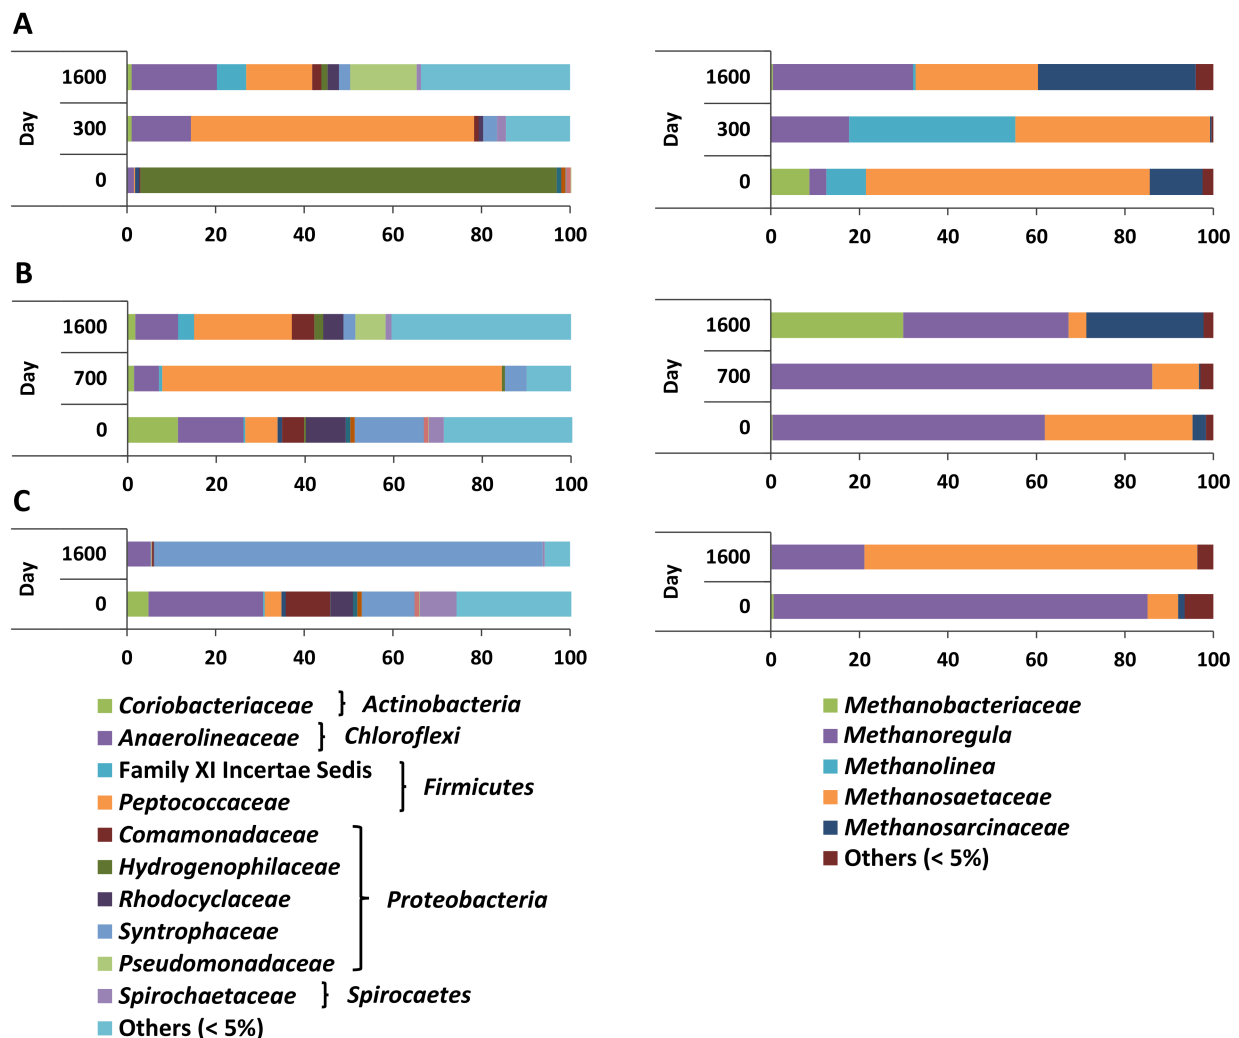 A
1600
300
0
Day
0 20 40 60 80 100
1600
300
0
Day
0 20 40 60 80 100
B
1600
700
0
Day
0 20 40 60 80 100
1600
700
0
Day
0 20 40 60 80 100
C
1600
0
Day
0 20 40 60 80 100
1600
0
Day
0 20 40 60 80 100
Coriobacteriaceae } Actinobacteria
Anaerolineaceae } Chloroflexi
Family XI Incertae Sedis
Peptococcaceae
Firmicutes
Comamonadaceae
Hydrogenophilaceae
Rhodocyclaceae
Syntrophaceae
Pseudomonadaceae
Proteobacteria
Spirochaetaceae } Spirocaetes
Others (< 5%)
Methanobacteriaceae
Methanoregula
Methanolinea
Methanosaetaceae
Methanosarcinaceae
Others (< 5%)